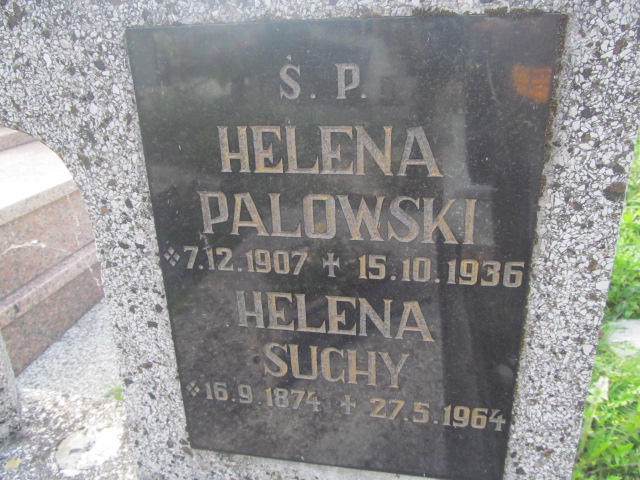 Ś. P.
HELENA
PALOWSKI
* 7.12.1907 ✝ 15.10.1936
HELENA
SUCHY
* 16.9.1874 ✝ 27.5.1964